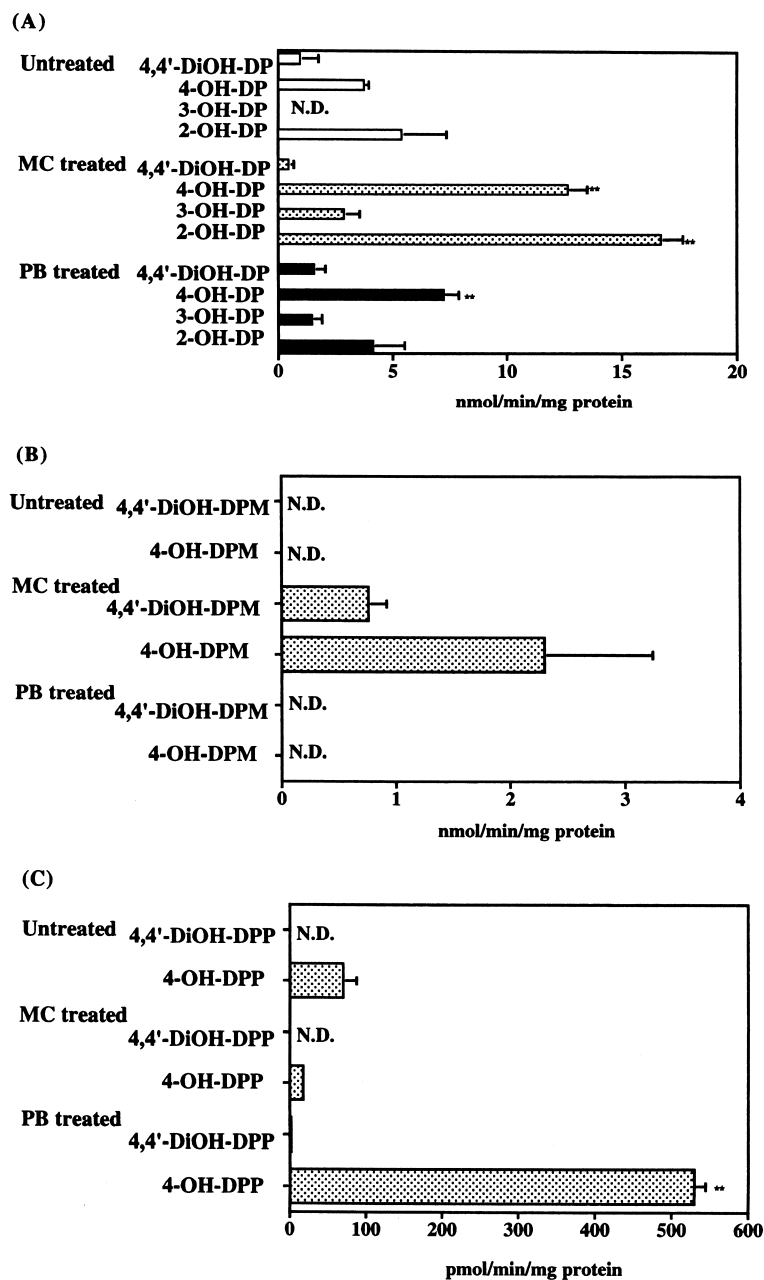 (A)
Untreated 4,4'-DiOH-DP
4-OH-DP
3-OH-DP N.D.
2-OH-DP
MC treated 4,4'-DiOH-DP
4-OH-DP **
3-OH-DP
2-OH-DP **
PB treated 4,4'-DiOH-DP
4-OH-DP **
3-OH-DP
2-OH-DP
0 5 10 15 20
nmol/min/mg protein
(B)
Untreated 4,4'-DiOH-DPM N.D.
4-OH-DPM N.D.
MC treated
4,4'-DiOH-DPM
4-OH-DPM
PB treated
4,4'-DiOH-DPM N.D.
4-OH-DPM N.D.
0 1 2 3 4
nmol/min/mg protein
(C)
Untreated 4,4'-DiOH-DPP N.D.
4-OH-DPP
MC treated
4,4'-DiOH-DPP N.D.
4-OH-DPP
PB treated
4,4'-DiOH-DPP
4-OH-DPP **
0 100 200 300 400 500 600
pmol/min/mg protein